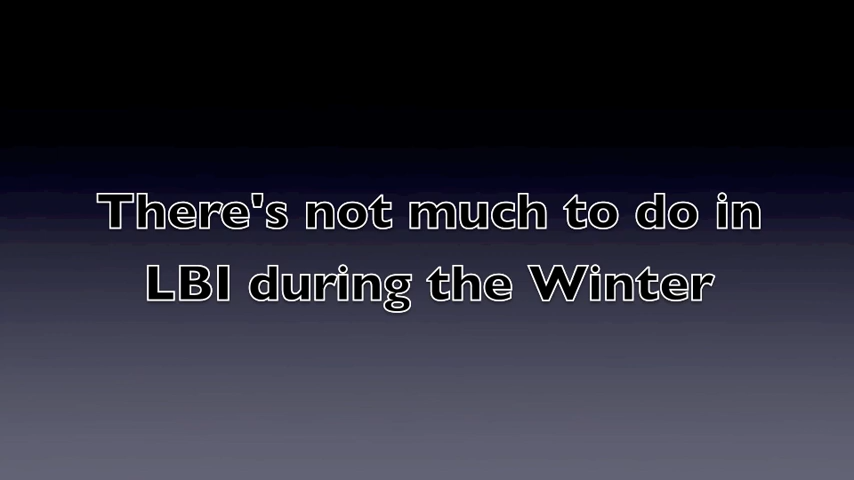 There's not much to do in
LBI during the Winter